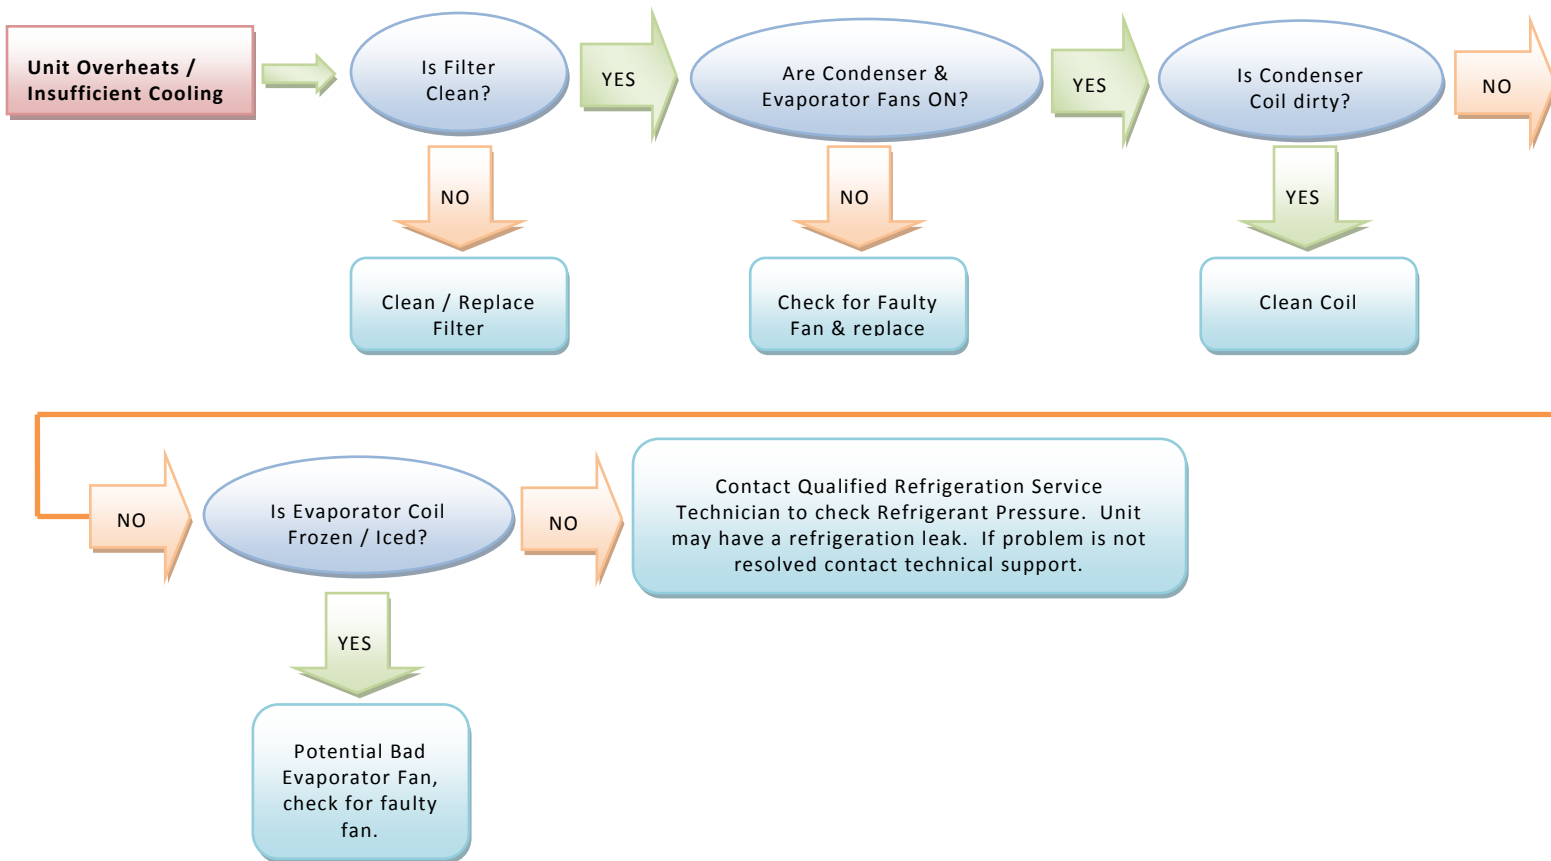 Unit Overheats /
Insufficient Cooling
Is Filter
Clean?
YES
Are Condenser &
Evaporator Fans ON?
YES
Is Condenser
Coil dirty?
NO
NO
NO
YES
Clean / Replace
Filter
Check for Faulty
Fan & replace
Clean Coil
NO
Is Evaporator Coil
Frozen / Iced?
NO
Contact Qualified Refrigeration Service
Technician to check Refrigerant Pressure. Unit
may have a refrigeration leak. If problem is not
resolved contact technical support.
YES
Potential Bad
Evaporator Fan,
check for faulty
fan.